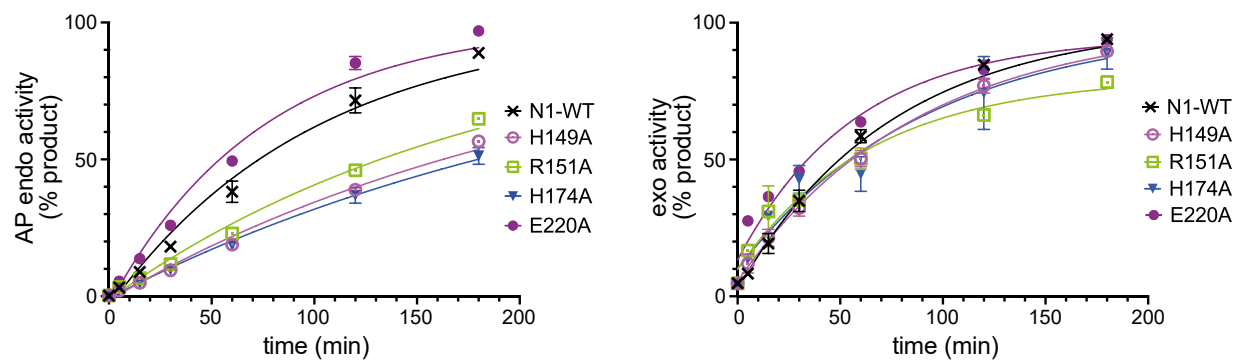 AP endo activity
(% product)
100
50
0
0
50
100
150
200
time (min)
N1-WT
H149A
R151A
H174A
E220A
exo activity
(% product)
100
50
0
0
50
100
150
200
time (min)
N1-WT
H149A
R151A
H174A
E220A